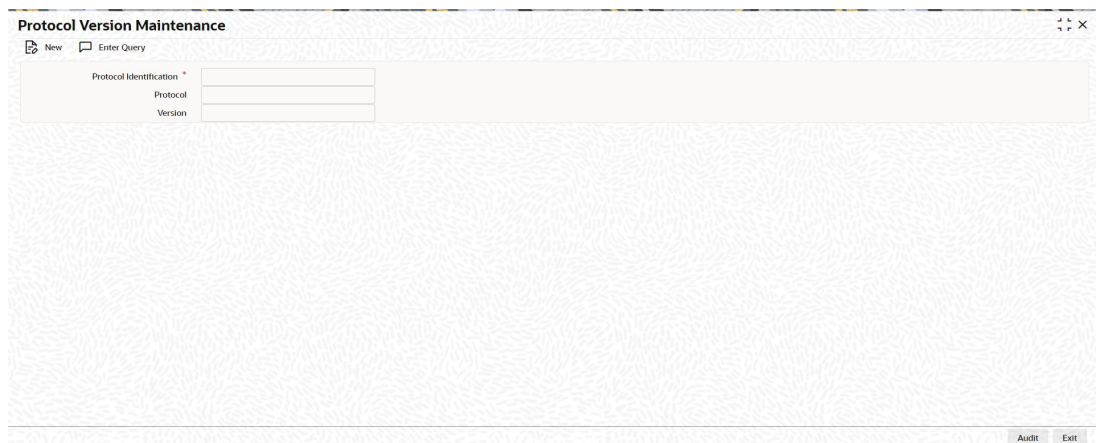 Protocol Version Maintenance
New Enter Query
Protocol Identification *
Protocol
Version
Audit Exit